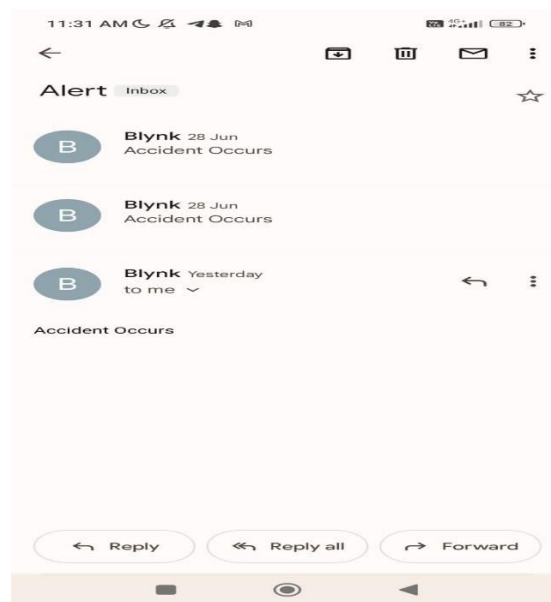 11:31 AM
82
Alert Inbox
B
Blynk 28 Jun
Accident Occurs
B
Blynk 28 Jun
Accident Occurs
B
Blynk Yesterday
to me
Accident Occurs
Reply Reply all Forward